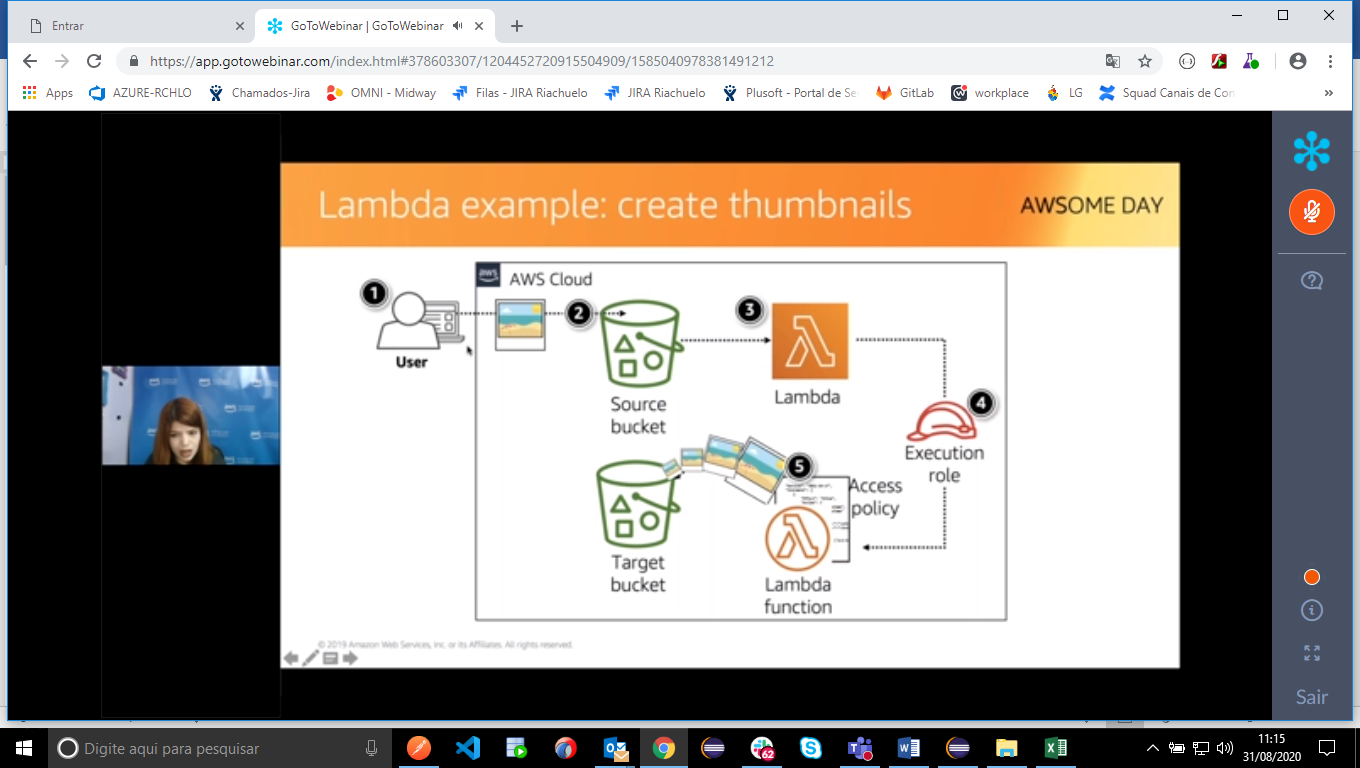 Entrar
GoToWebinar | GoToWebinar
https://app.gotowebinar.com/index.html#378603307/1204452720915504909/1585040978381491212
Apps AZURE-RCHLO Chamados-Jira OMNI - Midway Filas - JIRA Riachuelo JIRA Riachuelo Plusoft - Portal de Se GitLab workplace LG Squad Canais de Con »
Lambda example: create thumbnails
AWSOME DAY
aws AWS Cloud
1
2
3
User
Source
bucket
Lambda
4
Execution
role
5
Access
policy
Target
bucket
Lambda
function
© 2019 Amazon Web Services, Inc. or its Affiliates. All rights reserved.
Sair
Digite aqui para pesquisar
62
11:15
31/08/2020